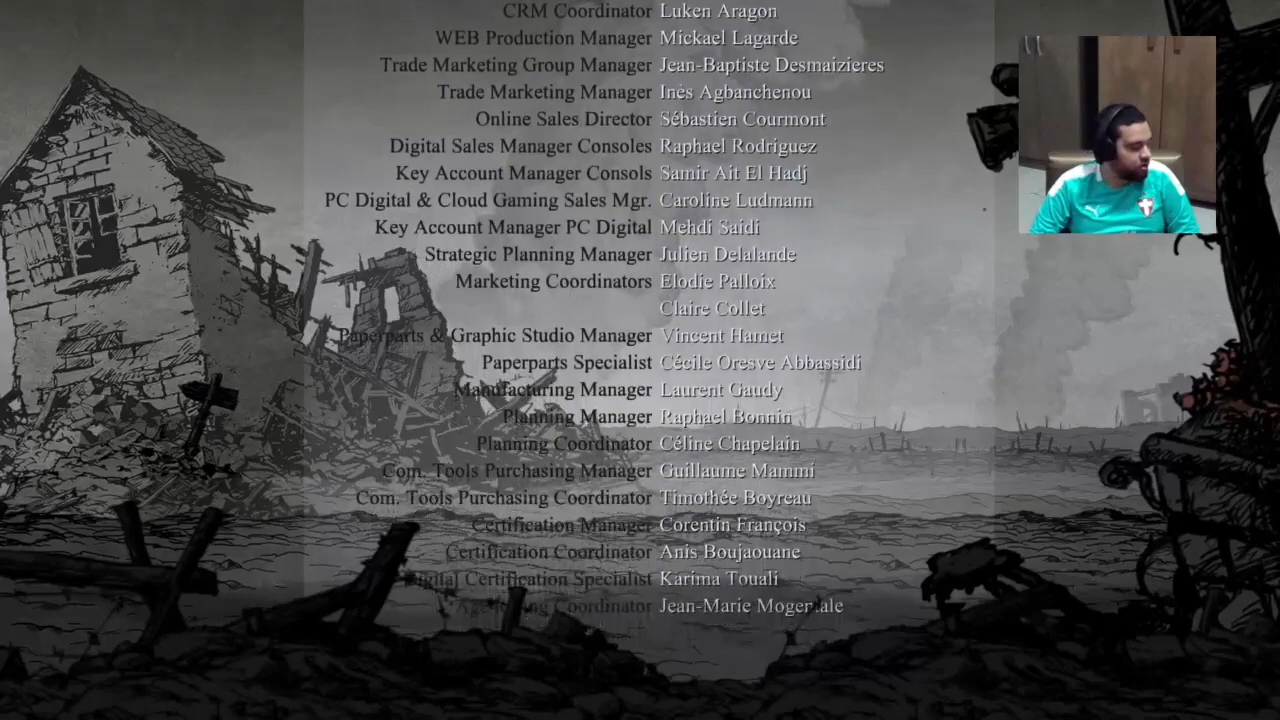 CRM Coordinator Luken Aragon
WEB Production Manager Mickael Lagarde
Trade Marketing Group Manager Jean-Baptiste Desmaizieres
Trade Marketing Manager Inès Agbanchenou
Online Sales Director Sébastien Courmont
Digital Sales Manager Consoles Raphael Rodriguez
Key Account Manager Consols Samir Ait El Hadj
PC Digital & Cloud Gaming Sales Mgr. Caroline Ludmann
Key Account Manager PC Digital Mehdi Saidi
Strategic Planning Manager Julien Delalande
Marketing Coordinators Elodie Palloix
Claire Collet
Paperparts & Graphic Studio Manager Vincent Hamet
Paperparts Specialist Cécile Oresve Abbassidi
Manufacturing Manager Laurent Gaudy
Planning Manager Raphael Bonnin
Planning Coordinator Céline Chapelain
Com. Tools Purchasing Manager Guillaume Mammi
Com. Tools Purchasing Coordinator Timothée Boyreau
Certification Manager Corentin François
Certification Coordinator Anis Boujaouane
Digital Certification Specialist Karima Touali
Coordinator Jean-Marie